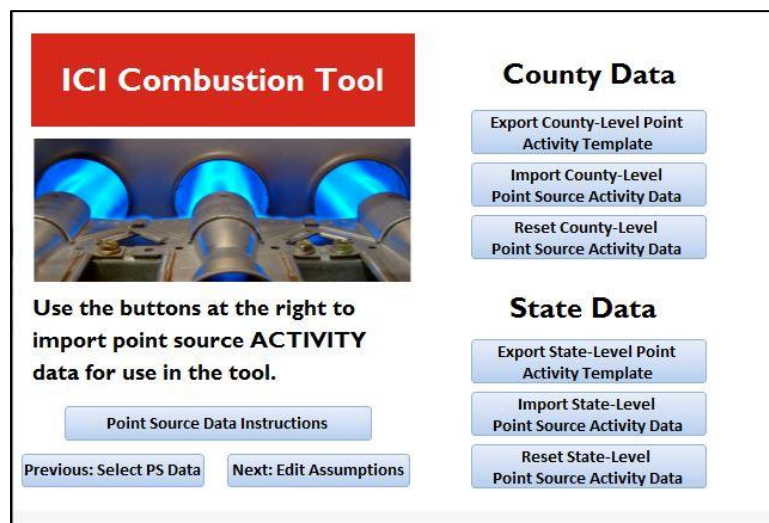 ICI Combustion Tool
Use the buttons at the right to
import point source ACTIVITY
data for use in the tool.
Point Source Data Instructions
Previous: Select PS Data
Next: Edit Assumptions
County Data
Export County-Level Point
Activity Template
Import County-Level
Point Source Activity Data
Reset County-Level
Point Source Activity Data
State Data
Export State-Level Point
Activity Template
Import State-Level
Point Source Activity Data
Reset State-Level
Point Source Activity Data